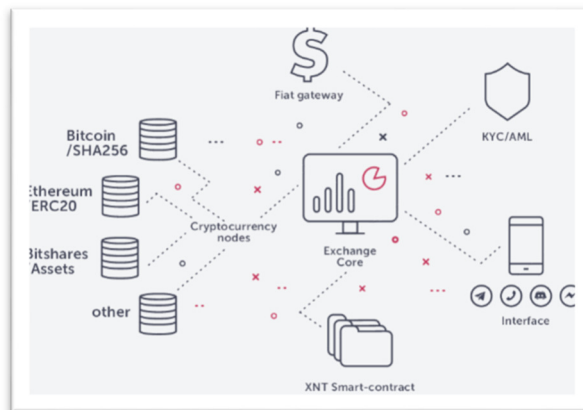 Fiat gateway
KYC/AML
Bitcoin
/SHA256
Ethereum
ERC20
Cryptocurrency
nodes
Bitshares
/Assets
other
Exchange
Core
Interface
XNT Smart-contract